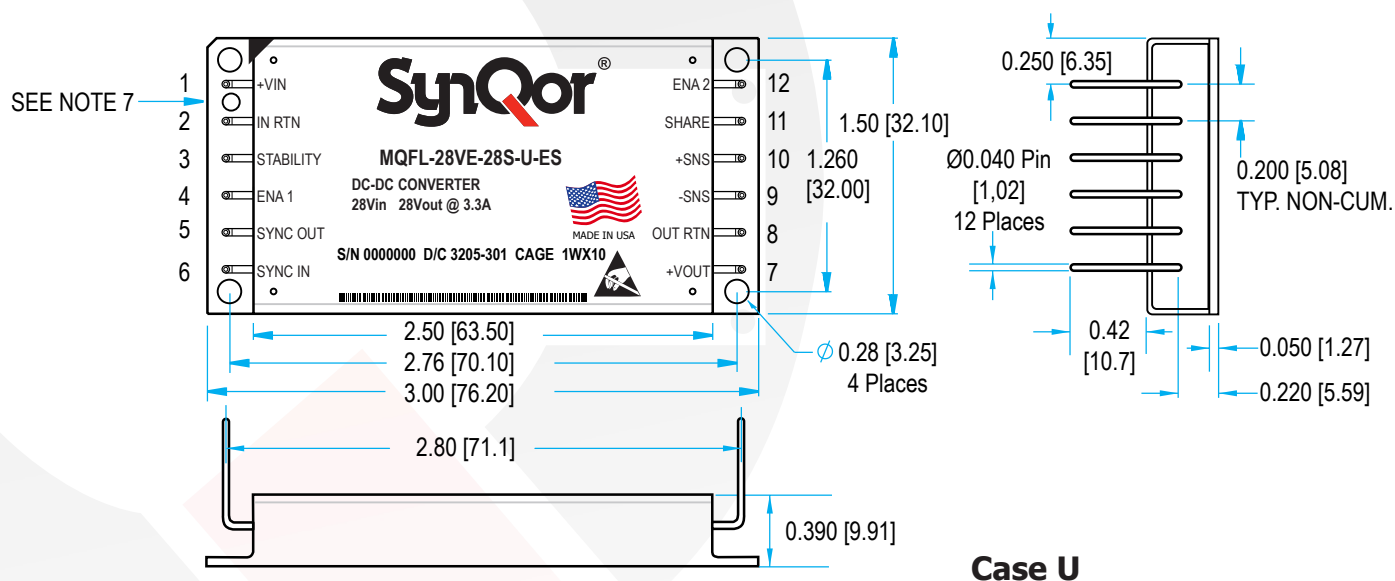 SEE NOTE 7
1
2
3
4
5
6
+VIN
IN RTN
STABILITY
ENA 1
SYNC OUT
SYNC IN
SynQor®
MQFL-28VE-28S-U-ES
DC-DC CONVERTER
28Vin 28Vout @ 3.3A
MADE IN USA
S/N 0000000 D/C 3205-301 CAGE 1WX10
ENA 2
SHARE
+SNS
-SNS
OUT RTN
+VOUT
12
11
10
9
8
7
1.50 [32.10]
1.260
[32.00]
0.28 [3.25]
4 Places
2.50 [63.50]
2.76 [70.10]
3.00 [76.20]
0.250 [6.35]
Ø0.040 Pin
[1,02]
12 Places
0.200 [5.08]
TYP. NON-CUM.
0.42
[10.7]
0.050 [1.27]
0.220 [5.59]
2.80 [71.1]
0.390 [9.91]
Case U